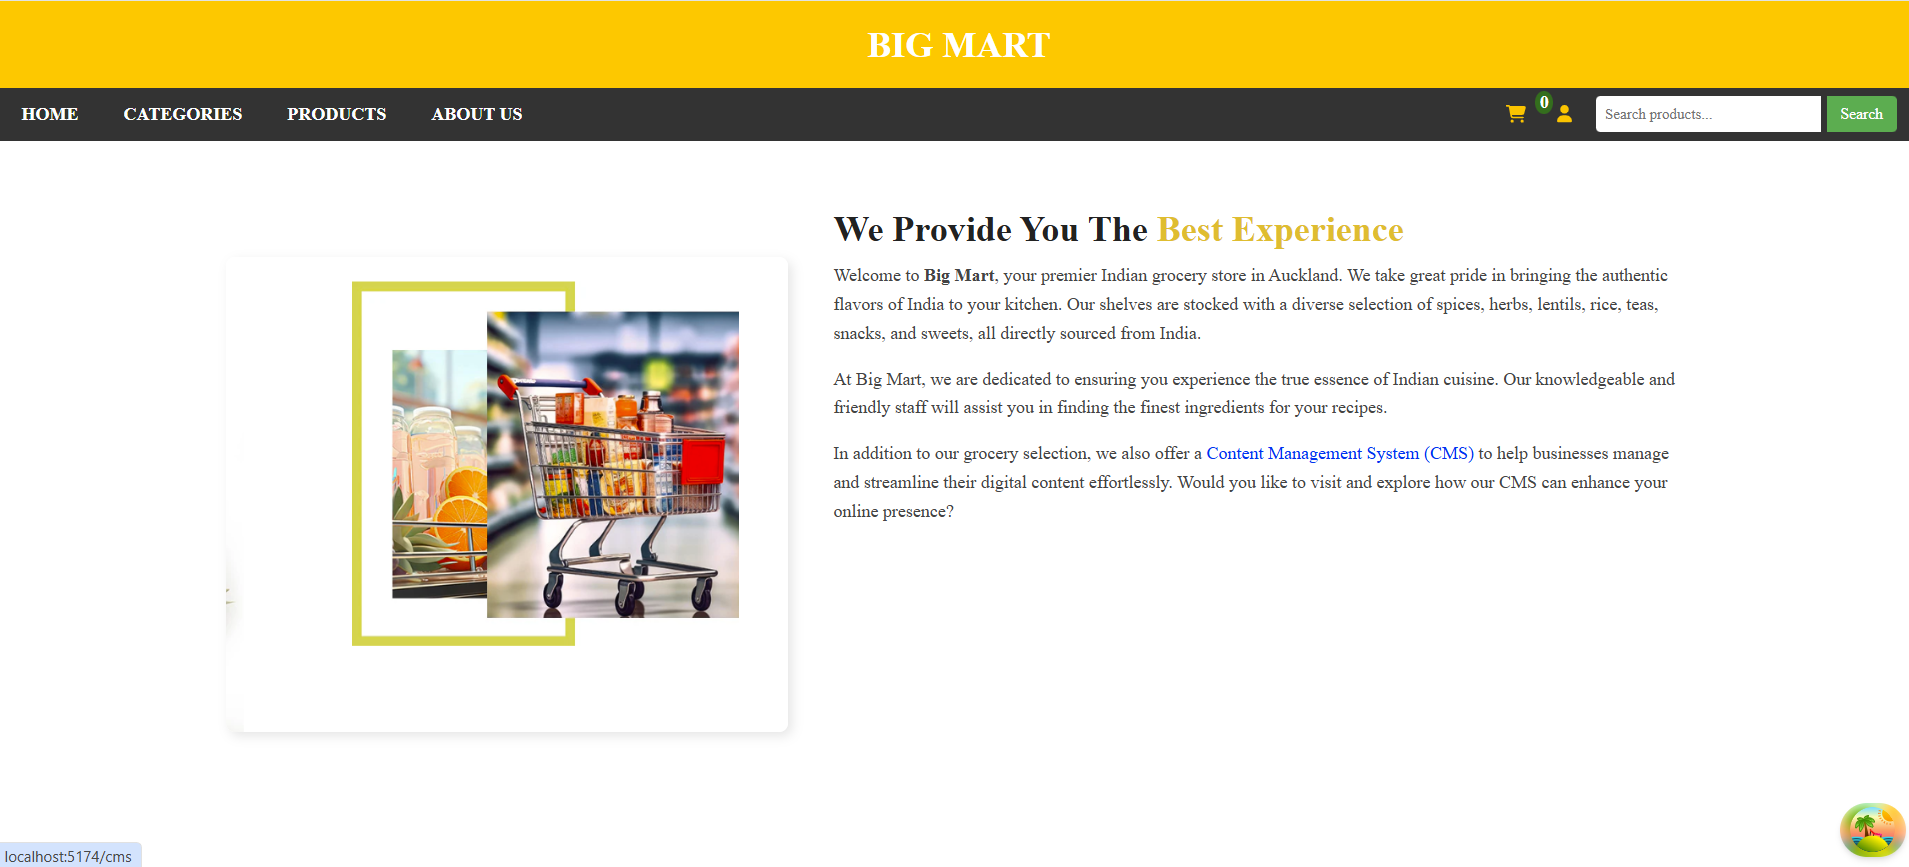 BIG MART
HOME CATEGORIES PRODUCTS ABOUT US 0 Search products... Search
We Provide You The Best Experience
Welcome to Big Mart, your premier Indian grocery store in Auckland. We take great pride in bringing the authentic
flavors of India to your kitchen. Our shelves are stocked with a diverse selection of spices, herbs, lentils, rice, teas,
snacks, and sweets, all directly sourced from India.
At Big Mart, we are dedicated to ensuring you experience the true essence of Indian cuisine. Our knowledgeable and
friendly staff will assist you in finding the finest ingredients for your recipes.
In addition to our grocery selection, we also offer a Content Management System (CMS) to help businesses manage
and streamline their digital content effortlessly. Would you like to visit and explore how our CMS can enhance your
online presence?
localhost:5174/cms